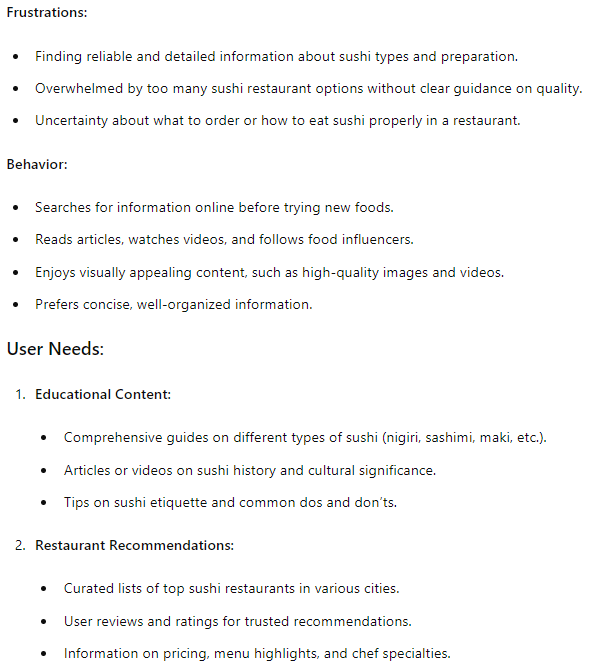 Frustrations:
• Finding reliable and detailed information about sushi types and preparation.
• Overwhelmed by too many sushi restaurant options without clear guidance on quality.
• Uncertainty about what to order or how to eat sushi properly in a restaurant.
Behavior:
• Searches for information online before trying new foods.
• Reads articles, watches videos, and follows food influencers.
• Enjoys visually appealing content, such as high-quality images and videos.
• Prefers concise, well-organized information.
User Needs:
1. Educational Content:
• Comprehensive guides on different types of sushi (nigiri, sashimi, maki, etc.).
• Articles or videos on sushi history and cultural significance.
• Tips on sushi etiquette and common dos and don’ts.
2. Restaurant Recommendations:
• Curated lists of top sushi restaurants in various cities.
• User reviews and ratings for trusted recommendations.
• Information on pricing, menu highlights, and chef specialties.